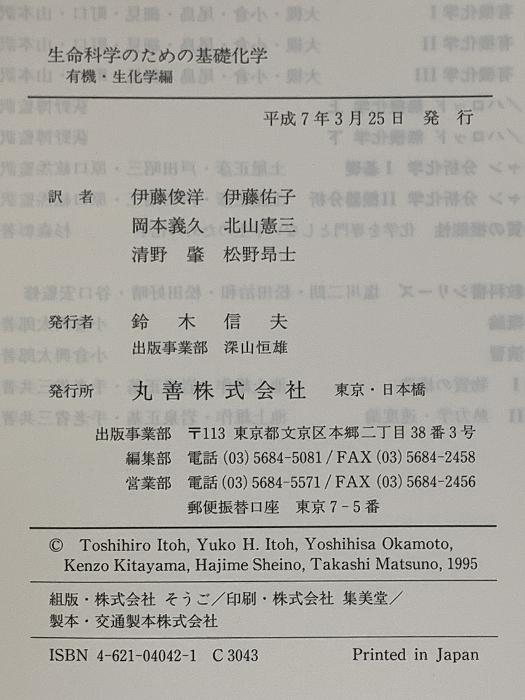 生命科学のための基礎化学
有機・生化学編
平成7年3月25日 発 行
訳 者 伊藤俊洋 伊藤佑子
岡本義久 北山憲三
清野 肇 松野昂士
発行者 鈴 木 信 夫
出版事業部 深山恒雄
発行所 丸善株式会社 東京・日本橋
出版事業部 〒113 東京都文京区本郷二丁目38番3号
編集部 電話(03)5684-5081/FAX(03)5684-2458
営業部 電話(03)5684-5571/FAX(03)5684-2456
郵便振替口座 東京7-5番
© Toshihiro Itoh, Yuko H. Itoh, Yoshihisa Okamoto,
Kenzo Kitayama, Hajime Sheino, Takashi Matsuno, 1995
組版・株式会社 そうご/印刷・株式会社 集美堂/
製本・交通製本株式会社
ISBN 4-621-04042-1 C3043 Printed in Japan